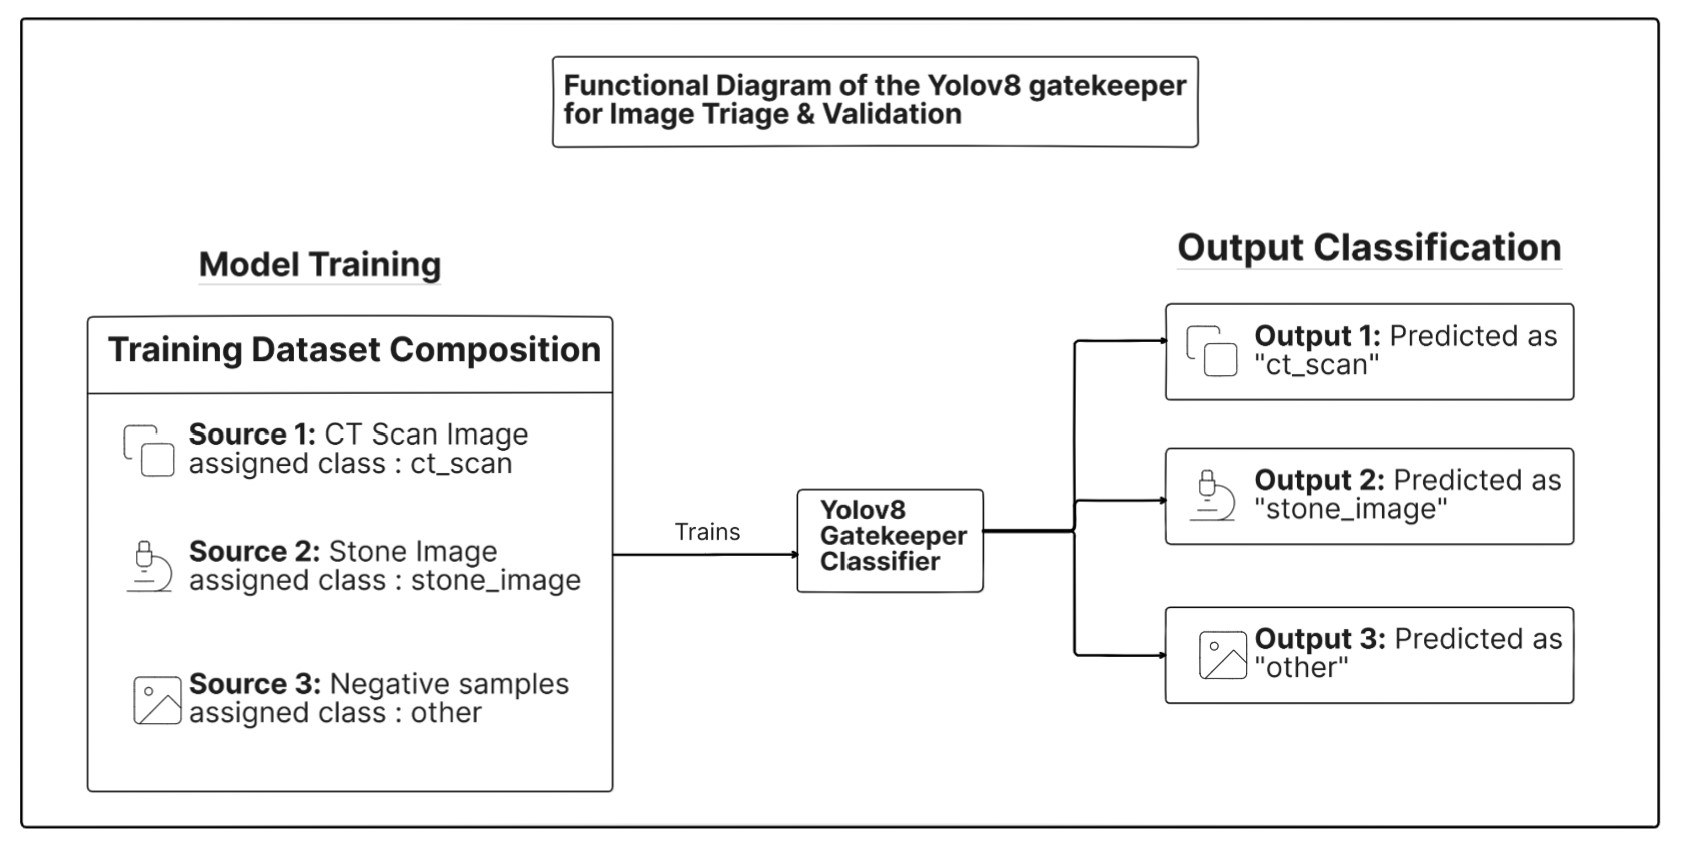 Functional Diagram of the Yolov8 gatekeeper
for Image Triage & Validation
Model Training
Training Dataset Composition
Source 1: CT Scan Image
assigned class : ct_scan
Source 2: Stone Image
assigned class : stone_image
Source 3: Negative samples
assigned class : other
Trains
Yolov8
Gatekeeper
Classifier
Output Classification
Output 1: Predicted as
"ct_scan"
Output 2: Predicted as
"stone_image"
Output 3: Predicted as
"other"